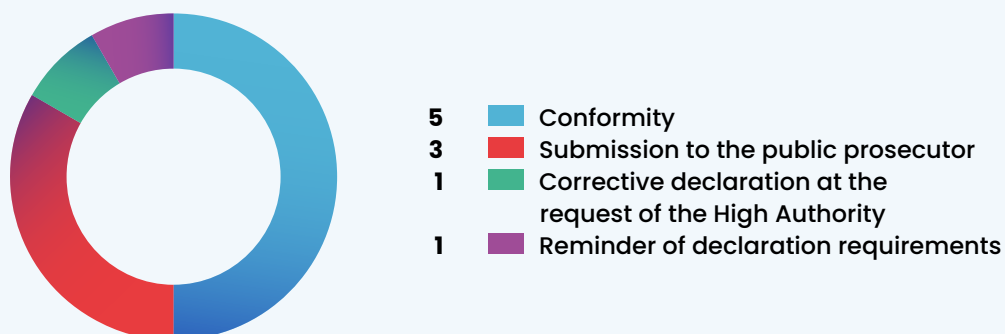 5 Conformity
3 Submission to the public prosecutor
1 Corrective declaration at the
request of the High Authority
1 Reminder of declaration requirements